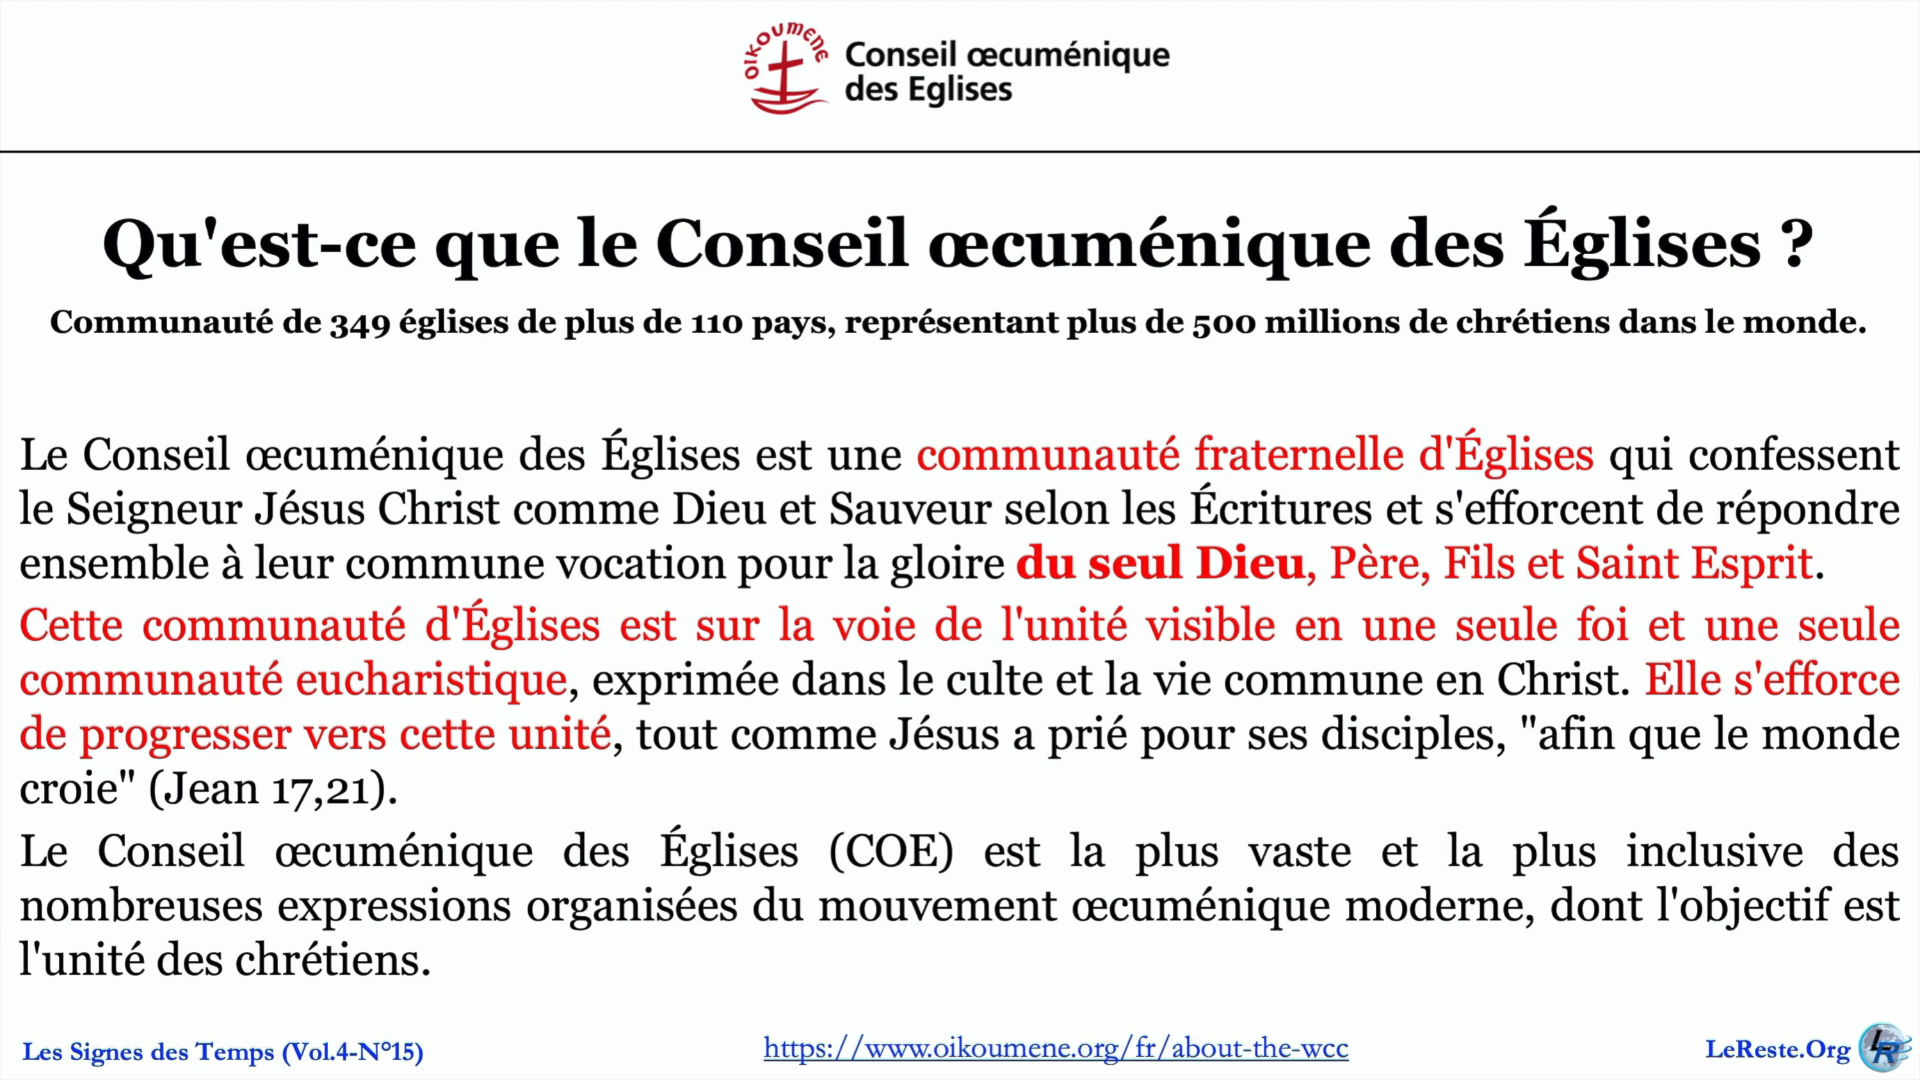 OIKOUMENE
Conseil œcuménique
des Eglises
Qu'est-ce que le Conseil œcuménique des Églises ?
Communauté de 349 églises de plus de 110 pays, représentant plus de 500 millions de chrétiens dans le monde.
Le Conseil œcuménique des Églises est une communauté fraternelle d'Églises qui confessent
le Seigneur Jésus Christ comme Dieu et Sauveur selon les Écritures et s'efforcent de répondre
ensemble à leur commune vocation pour la gloire du seul Dieu, Père, Fils et Saint Esprit.
Cette communauté d'Églises est sur la voie de l'unité visible en une seule foi et une seule
communauté eucharistique, exprimée dans le culte et la vie commune en Christ. Elle s'efforce
de progresser vers cette unité, tout comme Jésus a prié pour ses disciples, "afin que le monde
croie" (Jean 17,21).
Le Conseil œcuménique des Églises (COE) est la plus vaste et la plus inclusive des
nombreuses expressions organisées du mouvement œcuménique moderne, dont l'objectif est
l'unité des chrétiens.
Les Signes des Temps (Vol.4-N°15)
https://www.oikoumene.org/fr/about-the-wcc
LeReste.Org
LR